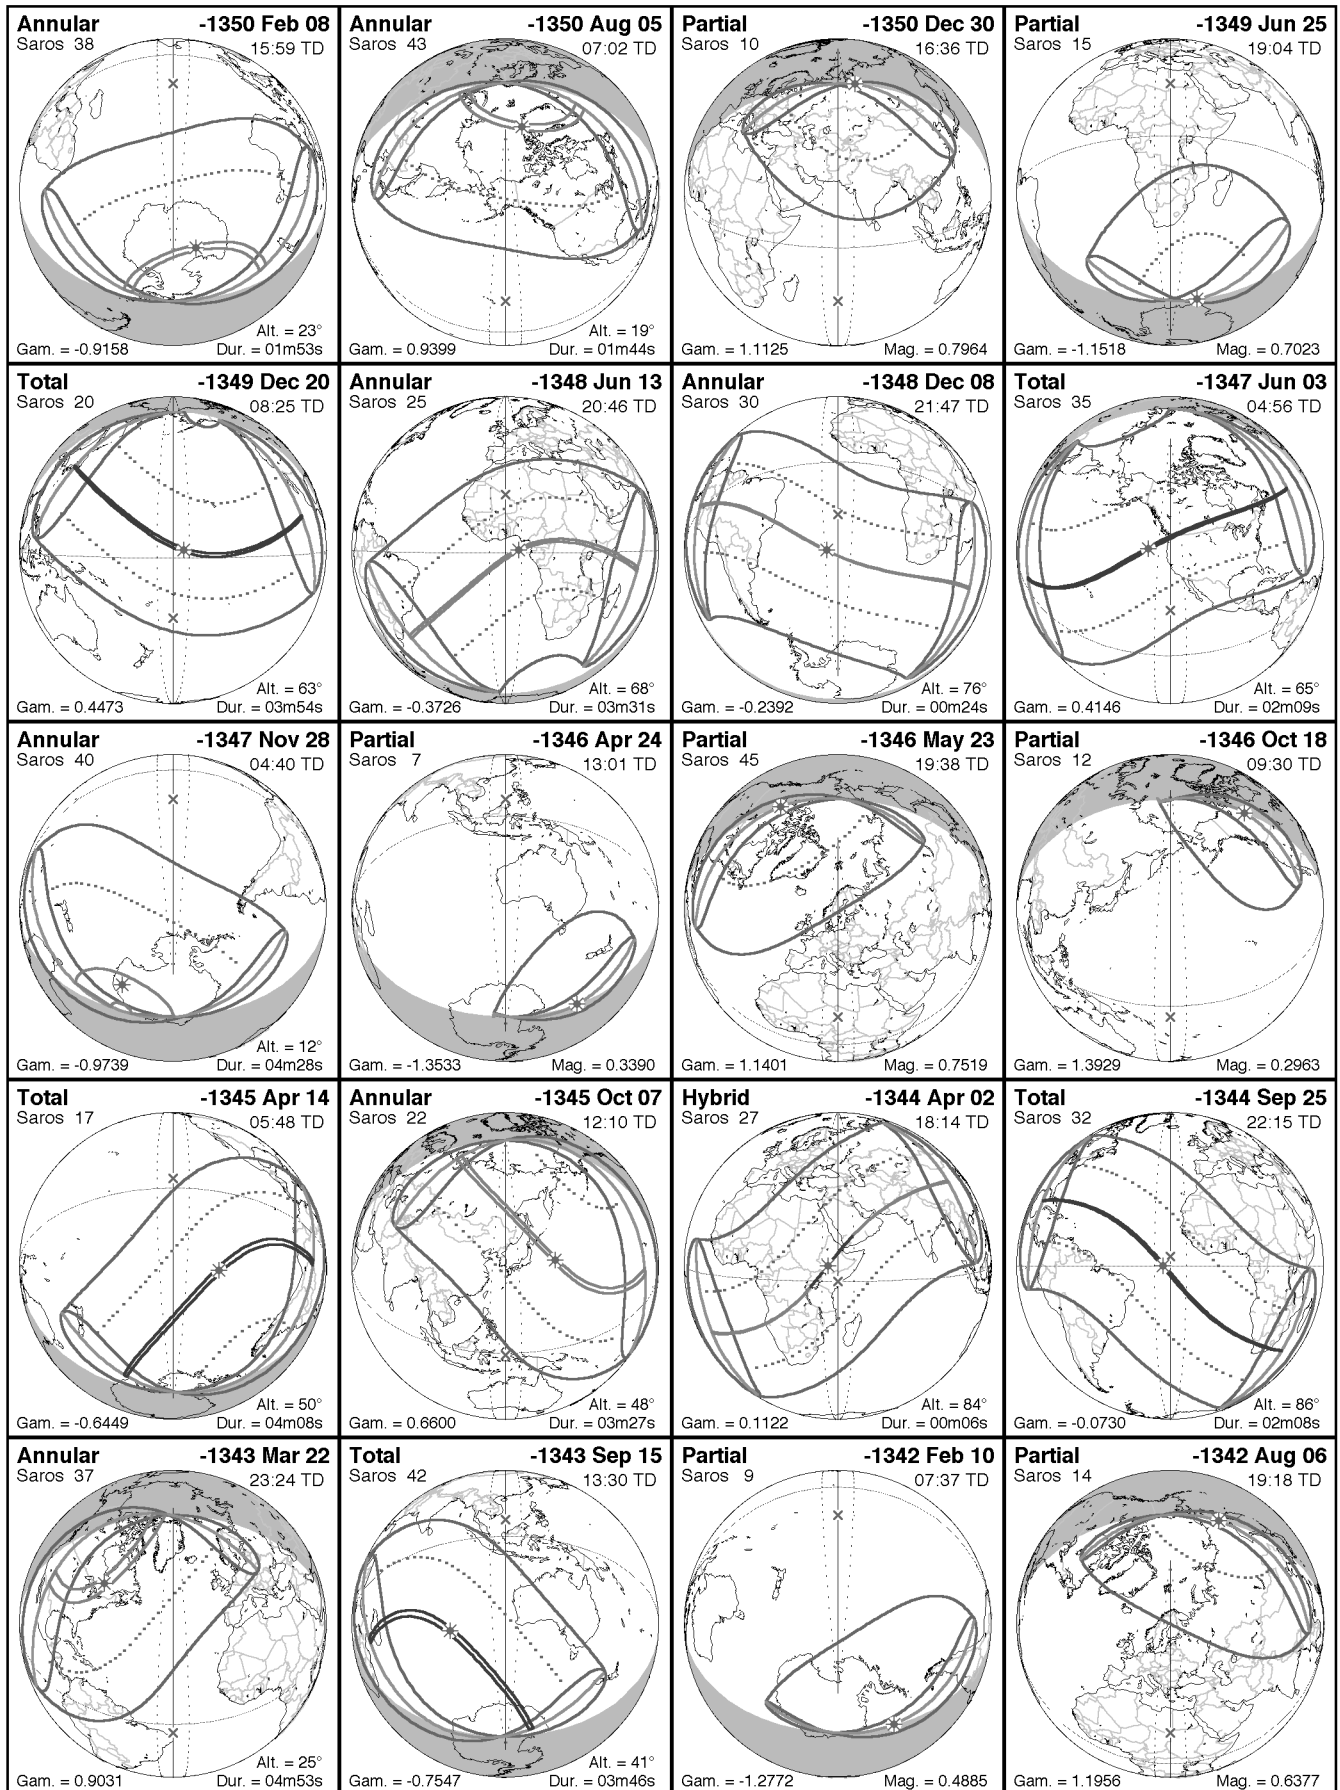 Annular -1350 Feb 08
Saros 38 15:59 TD
Alt. = 23°
Gam. = -0.9158 Dur. = 01m53s
Annular -1350 Aug 05
Saros 43 07:02 TD
Alt. = 19°
Gam. = 0.9399 Dur. = 01m44s
Partial -1350 Dec 30
Saros 10 16:36 TD
Gam. = 1.1125 Mag. = 0.7964
Partial -1349 Jun 25
Saros 15 19:04 TD
Gam. = -1.1518 Mag. = 0.7023
Total -1349 Dec 20
Saros 20 08:25 TD
Alt. = 63°
Gam. = 0.4473 Dur. = 03m54s
Annular -1348 Jun 13
Saros 25 20:46 TD
Alt. = 68°
Gam. = -0.3726 Dur. = 03m31s
Annular -1348 Dec 08
Saros 30 21:47 TD
Alt. = 76°
Gam. = -0.2392 Dur. = 00m24s
Total -1347 Jun 03
Saros 35 04:56 TD
Alt. = 65°
Gam. = 0.4146 Dur. = 02m09s
Annular -1347 Nov 28
Saros 40 04:40 TD
Alt. = 12°
Gam. = -0.9739 Dur. = 04m28s
Partial -1346 Apr 24
Saros 7 13:01 TD
Gam. = -1.3533 Mag. = 0.3390
Partial -1346 May 23
Saros 45 19:38 TD
Gam. = 1.1401 Mag. = 0.7519
Partial -1346 Oct 18
Saros 12 09:30 TD
Gam. = 1.3929 Mag. = 0.2963
Total -1345 Apr 14
Saros 17 05:48 TD
Alt. = 50°
Gam. = -0.6449 Dur. = 04m08s
Annular -1345 Oct 07
Saros 22 12:10 TD
Alt. = 48°
Gam. = 0.6600 Dur. = 03m27s
Hybrid -1344 Apr 02
Saros 27 18:14 TD
Alt. = 84°
Gam. = 0.1122 Dur. = 00m06s
Total -1344 Sep 25
Saros 32 22:15 TD
Alt. = 86°
Gam. = -0.0730 Dur. = 02m08s
Annular -1343 Mar 22
Saros 37 23:24 TD
Alt. = 25°
Gam. = 0.9031 Dur. = 04m53s
Total -1343 Sep 15
Saros 42 13:30 TD
Alt. = 41°
Gam. = -0.7547 Dur. = 03m46s
Partial -1342 Feb 10
Saros 9 07:37 TD
Gam. = -1.2772 Mag. = 0.4885
Partial -1342 Aug 06
Saros 14 19:18 TD
Gam. = 1.1956 Mag. = 0.6377